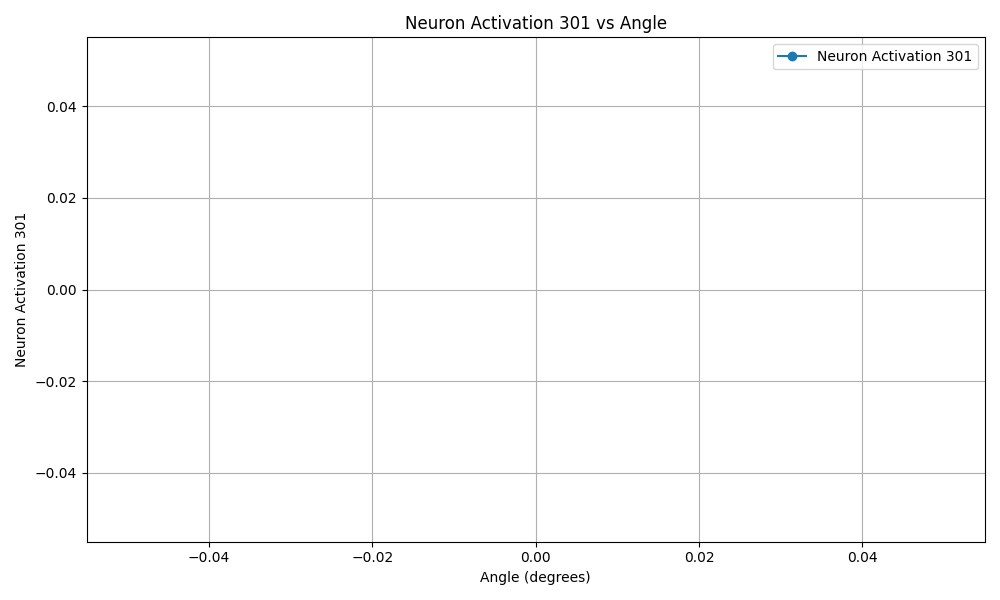 Neuron Activation 301 vs Angle
Neuron Activation 301
0.04
0.02
0.00
−0.02
−0.04
Neuron Activation 301
−0.04 −0.02 0.00 0.02 0.04
Angle (degrees)